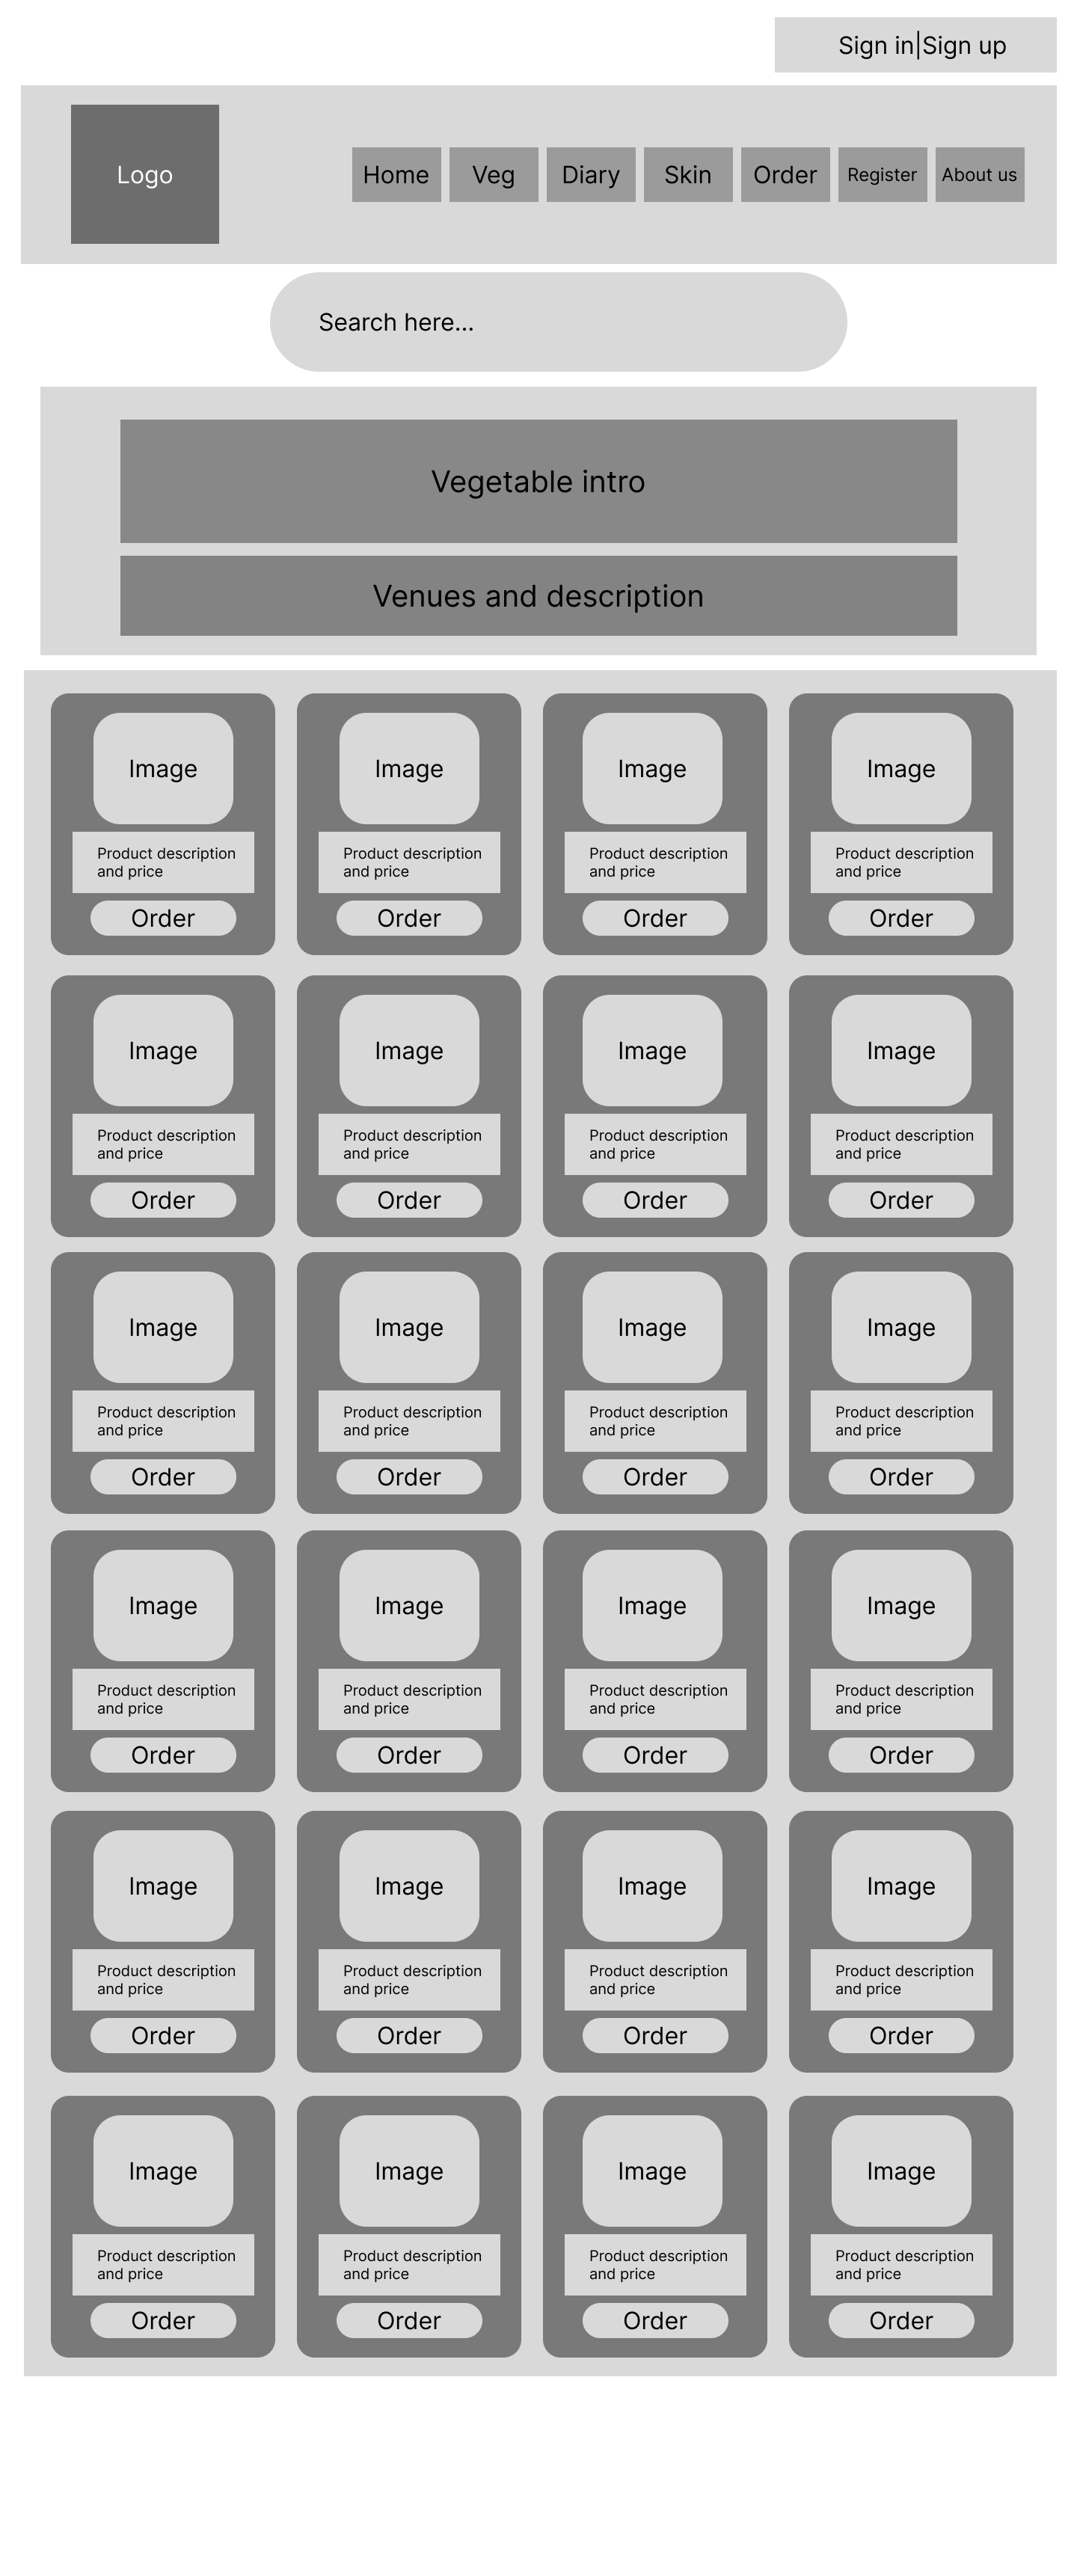 Sign in|Sign up
Logo
Home Veg Diary Skin Order Register About us
Search here...
Vegetable intro
Venues and description
Image Image Image Image
Product description Product description Product description Product description
and price and price and price and price
Order Order Order Order
Image Image Image Image
Product description Product description Product description Product description
and price and price and price and price
Order Order Order Order
Image Image Image Image
Product description Product description Product description Product description
and price and price and price and price
Order Order Order Order
Image Image Image Image
Product description Product description Product description Product description
and price and price and price and price
Order Order Order Order
Image Image Image Image
Product description Product description Product description Product description
and price and price and price and price
Order Order Order Order
Image Image Image Image
Product description Product description Product description Product description
and price and price and price and price
Order Order Order Order